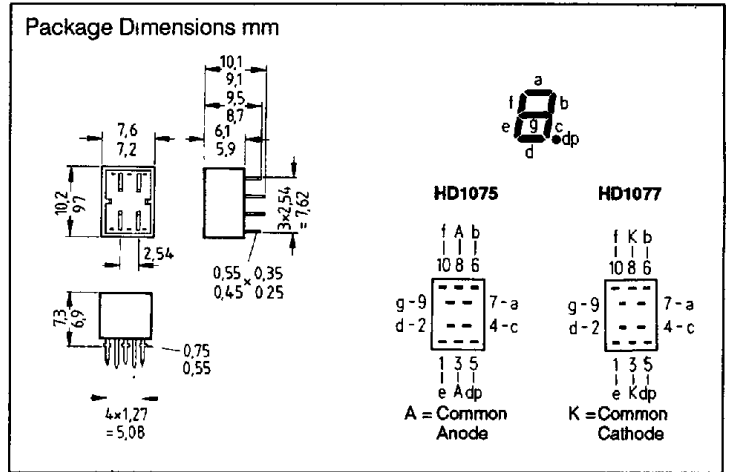 Package Dimensions mm
10,1
9,1
9,5
8,7
6,1
5,9
7,6
7,2
10,2
97
2,54
3×2,54
= 7,62
0,55 × 0,35
0,45 0 25
7,3
6,9
0,75
0,55
4×1,27
= 5,08
a
f b
g
e c
d dp
HD1075
f A b
10 8 6
g - 9 7 - a
d - 2 4 - c
1 3 5
e A dp
A = Common
Anode
HD1077
f K b
10 8 6
g - 9 7 - a
d - 2 4 - c
1 3 5
e K dp
K = Common
Cathode